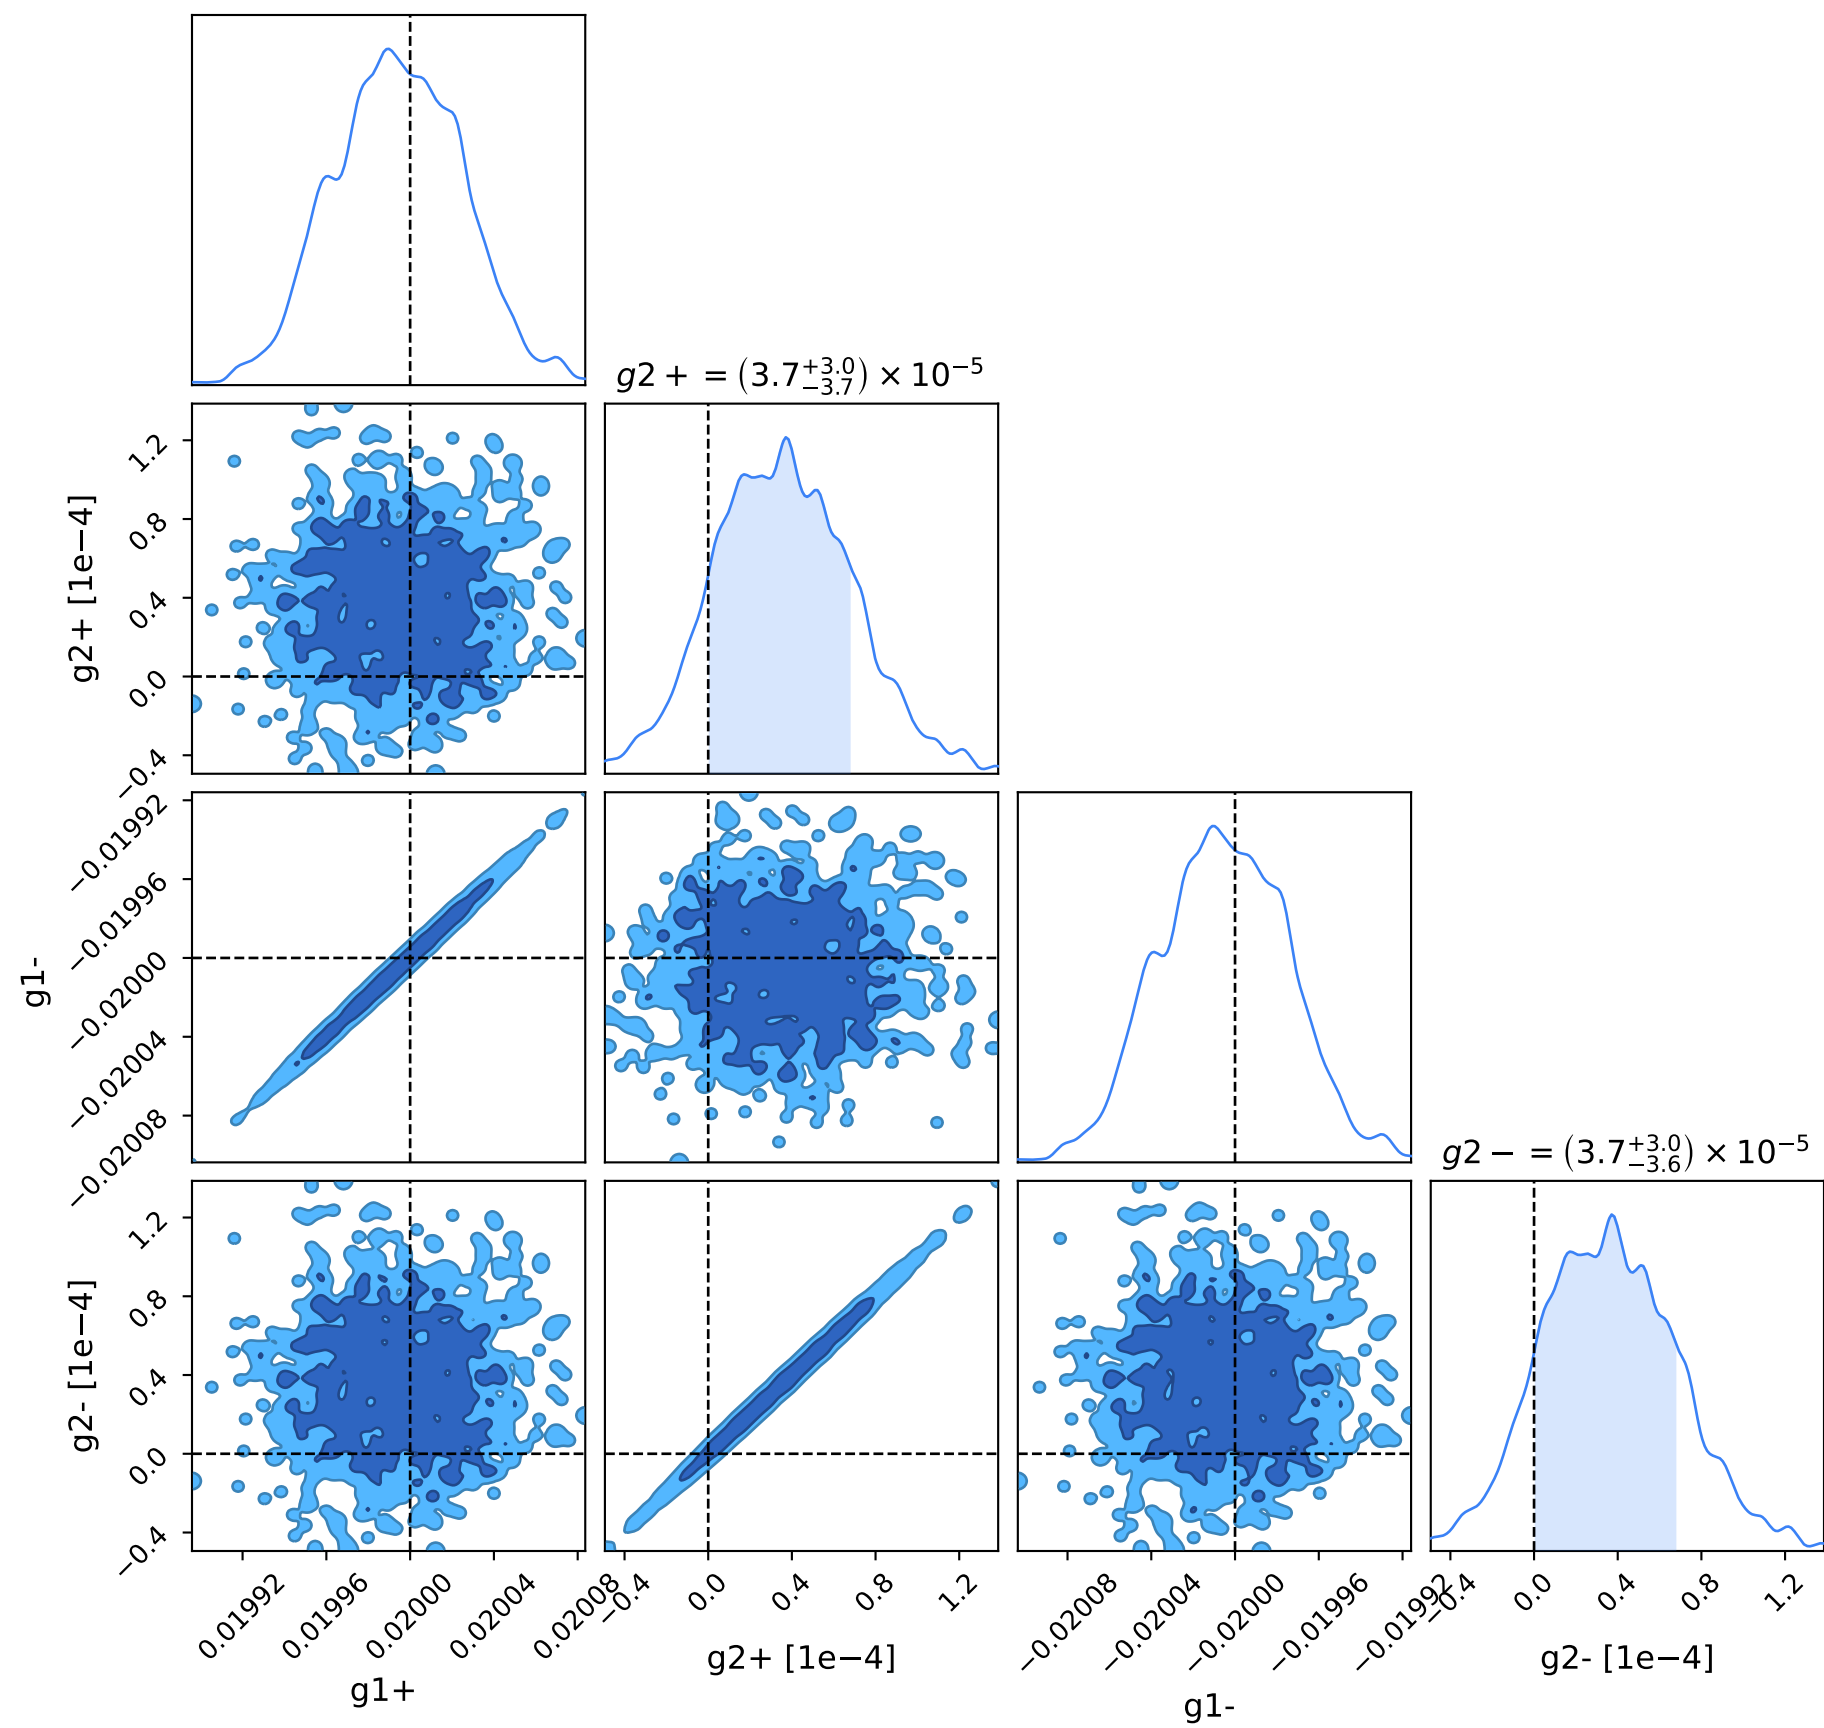 g2+ = (3.7 +3.0 −3.7) × 10−5
1.2
0.8
0.4
0.0
−0.4
g2+ [1e−4]
−0.01992
−0.01996
−0.02000
−0.02004
−0.02008
g1-
g2− = (3.7 +3.0 −3.6) × 10−5
1.2
0.8
0.4
0.0
−0.4
g2- [1e−4]
0.01992 0.01996 0.02000 0.02004 0.02008
−0.4 0.0 0.4 0.8 1.2
−0.02008 −0.02004 −0.02000 −0.01996 −0.01992
−0.4 0.0 0.4 0.8 1.2
g1+
g2+ [1e−4]
g1-
g2- [1e−4]